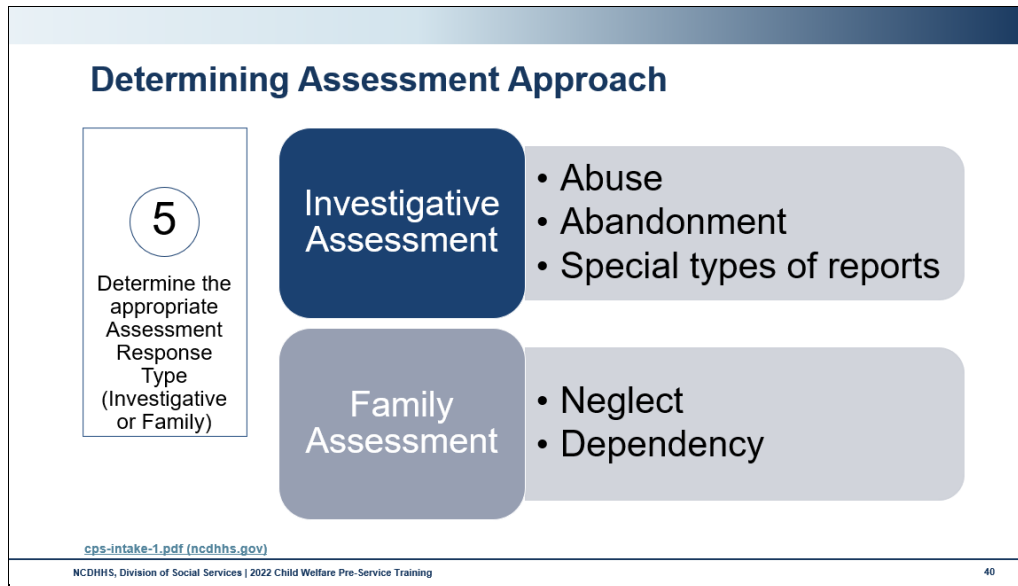 Determining Assessment Approach
5
Determine the
appropriate
Assessment
Response
Type
(Investigative
or Family)
Investigative
Assessment
• Abuse
• Abandonment
• Special types of reports
Family
Assessment
• Neglect
• Dependency
cps-intake-1.pdf (ncdhhs.gov)
NCDHHS, Division of Social Services | 2022 Child Welfare Pre-Service Training
40